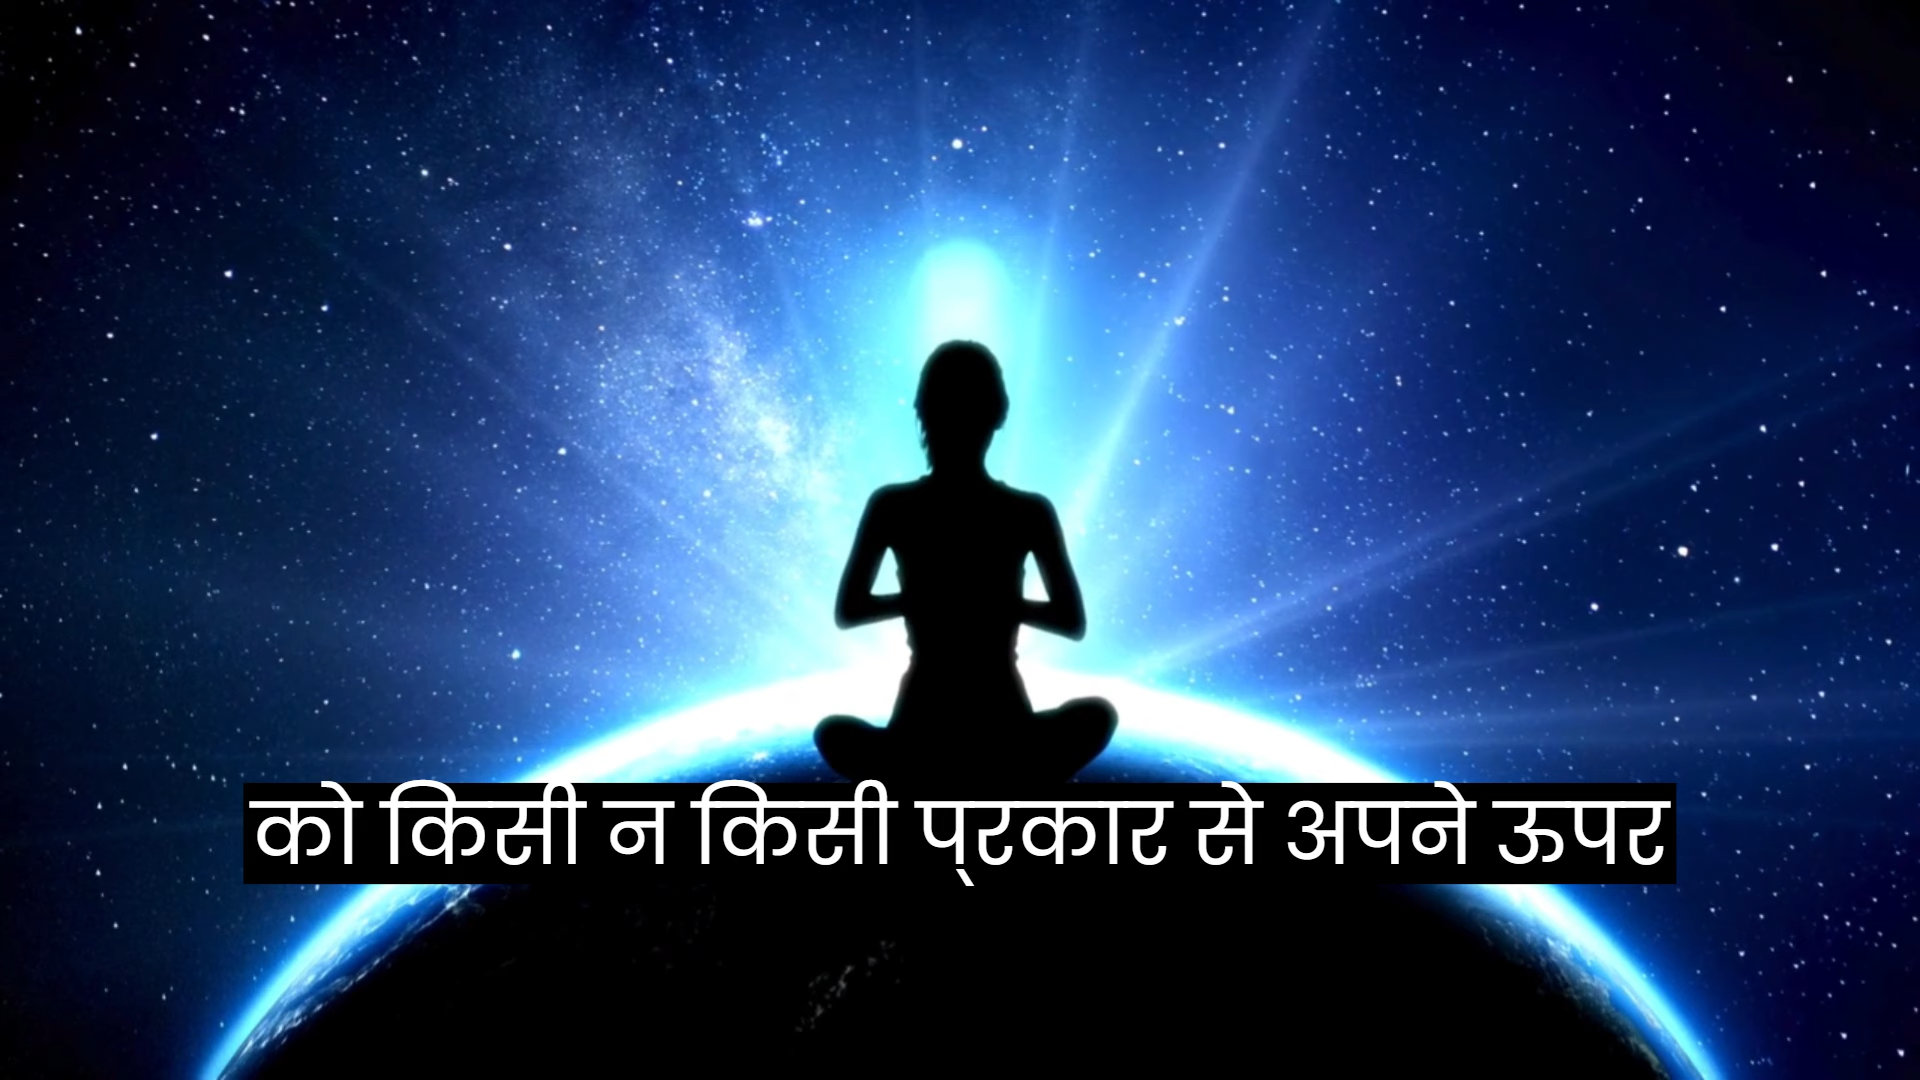 को किसी न किसी प्रकार से अपने ऊपर